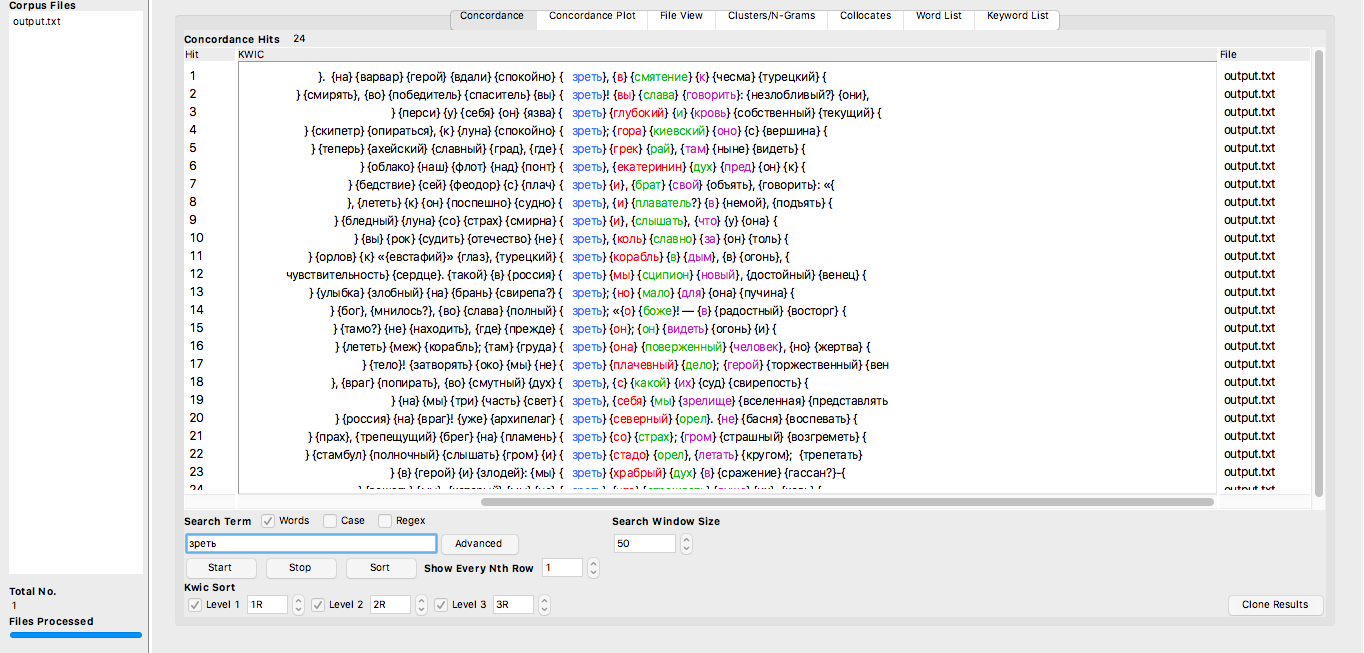 Corpus Files
output.txt
Concordance Concordance Plot File View Clusters/N-Grams Collocates Word List Keyword List
Concordance Hits 24
Hit KWIC File
1 }. {на} {варвар} {герой} {вдали} {спокойно} { зреть}, {в} {смятение} {к} {чесма} {турецкий} { output.txt
2 } {смирять}, {во} {победитель} {спаситель} {вы} { зреть}! {вы} {слава} {говорить}: {незлобливый?} {они}, output.txt
3 } {перси} {у} {себя} {он} {язва} { зреть} {глубокий} {и} {кровь} {собственный} {текущий} { output.txt
4 } {скипетр} {опираться}, {к} {луна} {спокойно} { зреть}; {гора} {киевский} {оно} {с} {вершина} { output.txt
5 } {теперь} {ахейский} {славный} {град}, {где} { зреть} {грек} {рай}, {там} {ныне} {видеть} { output.txt
6 } {облако} {наш} {флот} {над} {понт} { зреть}, {екатеринин} {дух} {пред} {он} {к} { output.txt
7 } {бедствие} {сей} {феодор} {с} {плач} { зреть} {и}, {брат} {свой} {объять}, {говорить}: «{ output.txt
8 }, {лететь} {к} {он} {поспешно} {судно} { зреть}, {и} {плаватель?} {в} {немой}, {подъять} { output.txt
9 } {бледный} {луна} {со} {страх} {смирна} { зреть} {и}, {слышать}, {что} {у} {она} { output.txt
10 } {вы} {рок} {судить} {отечество} {не} { зреть}, {коль} {славно} {за} {он} {толь} { output.txt
11 } {орлов} {к} «{евстафий}» {глаз}, {турецкий} { зреть} {корабль} {в} {дым}, {в} {огонь}, { output.txt
12 чувствительность} {сердце}. {такой} {в} {россия} { зреть} {мы} {сципион} {новый}, {достойный} {венец} { output.txt
13 } {улыбка} {злобный} {на} {брань} {свирепа?} { зреть}; {но} {мало} {для} {она} {пучина} { output.txt
14 } {бог}, {мнилось?}, {во} {слава} {полный} { зреть}; «{о} {боже}! — {в} {радостный} {восторг} { output.txt
15 } {тамо?} {не} {находить}, {где} {прежде} { зреть} {он}; {он} {видеть} {огонь} {и} { output.txt
16 } {лететь} {меж} {корабль}; {там} {груда} { зреть} {она} {поверженный} {человек}, {но} {жертва} { output.txt
17 } {тело}! {затворять} {око} {мы} {не} { зреть} {плачевный} {дело}; {герой} {торжественный} {вен output.txt
18 }, {враг} {попирать}, {во} {смутный} {дух} { зреть}, {с} {какой} {их} {суд} {свирепость} { output.txt
19 } {на} {мы} {три} {часть} {свет} { зреть}, {себя} {мы} {зрелище} {вселенная} {представлять output.txt
20 } {россия} {на} {враг}! {уже} {архипелаг} { зреть} {северный} {орел}. {не} {басня} {воспевать} { output.txt
21 } {прах}, {трепещущий} {брег} {на} {пламень} { зреть} {со} {страх}; {гром} {страшный} {возгреметь} { output.txt
22 } {стамбул} {полночный} {слышать} {гром} {и} { зреть} {стадо} {орел}, {летать} {кругом}; {трепетать} output.txt
23 } {в} {герой} {и} {злодей}: {мы} { зреть} {храбрый} {дух} {в} {сражение} {гассан?}–{ output.txt
24 output.txt
Search Term Words Case Regex Search Window Size
зреть Advanced 50
Start Stop Sort Show Every Nth Row 1
Kwic Sort
Level 1 1R Level 2 2R Level 3 3R Clone Results
Total No.
1
Files Processed